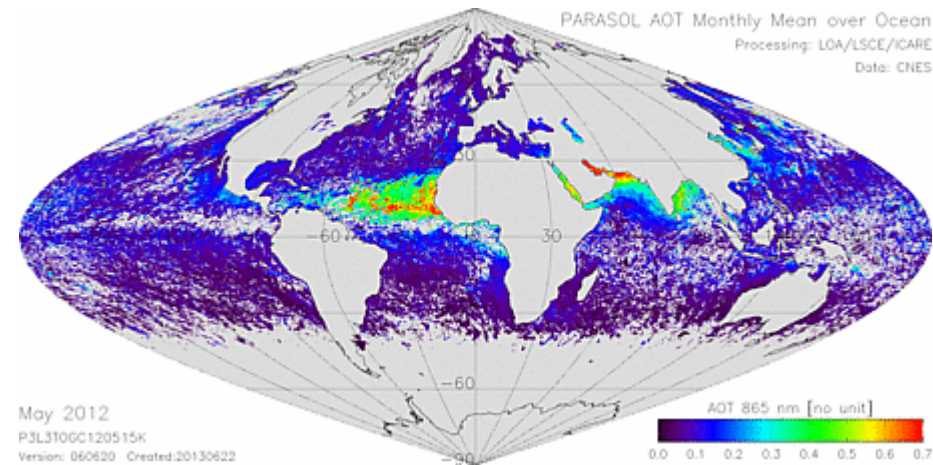 PARASOL AOT Monthly Mean over Ocean
Processing: LOA/LSCE/ICARE
Data: CNES
-60
30
-60
-90
May 2012
P3L3TOGC120515K
Version: 060620 Created:20130622
AOT 865 nm [no unit]
0.0 0.1 0.2 0.3 0.4 0.5 0.6 0.7